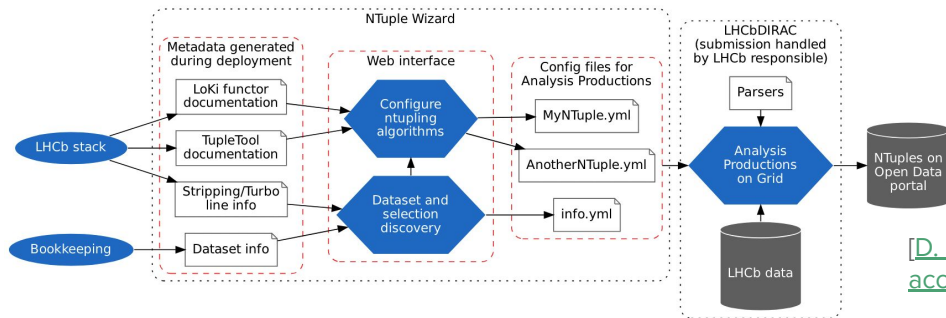 NTuple Wizard
Metadata generated
during deployment
LoKi functor
documentation
TupleTool
documentation
Stripping/Turbo
line info
Dataset info
LHCb stack
Bookkeeping
Web interface
Configure
ntupling
algorithms
Dataset and
selection
discovery
Config files for
Analysis Productions
MyNTuple.yml
AnotherNTuple.yml
info.yml
LHCbDIRAC
(submission handled
by LHCb responsible)
Parsers
Analysis
Productions
on Grid
LHCb data
NTuples on
Open Data
portal
[D.
acc